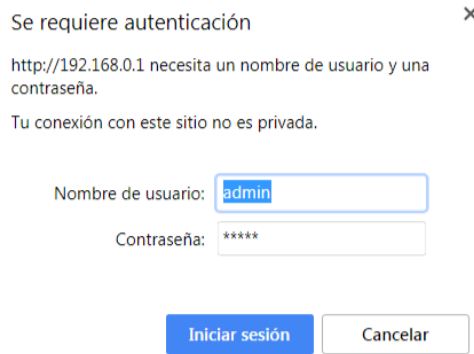 Se requiere autenticación
http://192.168.0.1 necesita un nombre de usuario y una
contraseña.
Tu conexión con este sitio no es privada.
Nombre de usuario: admin
Contraseña: *****
Iniciar sesión Cancelar